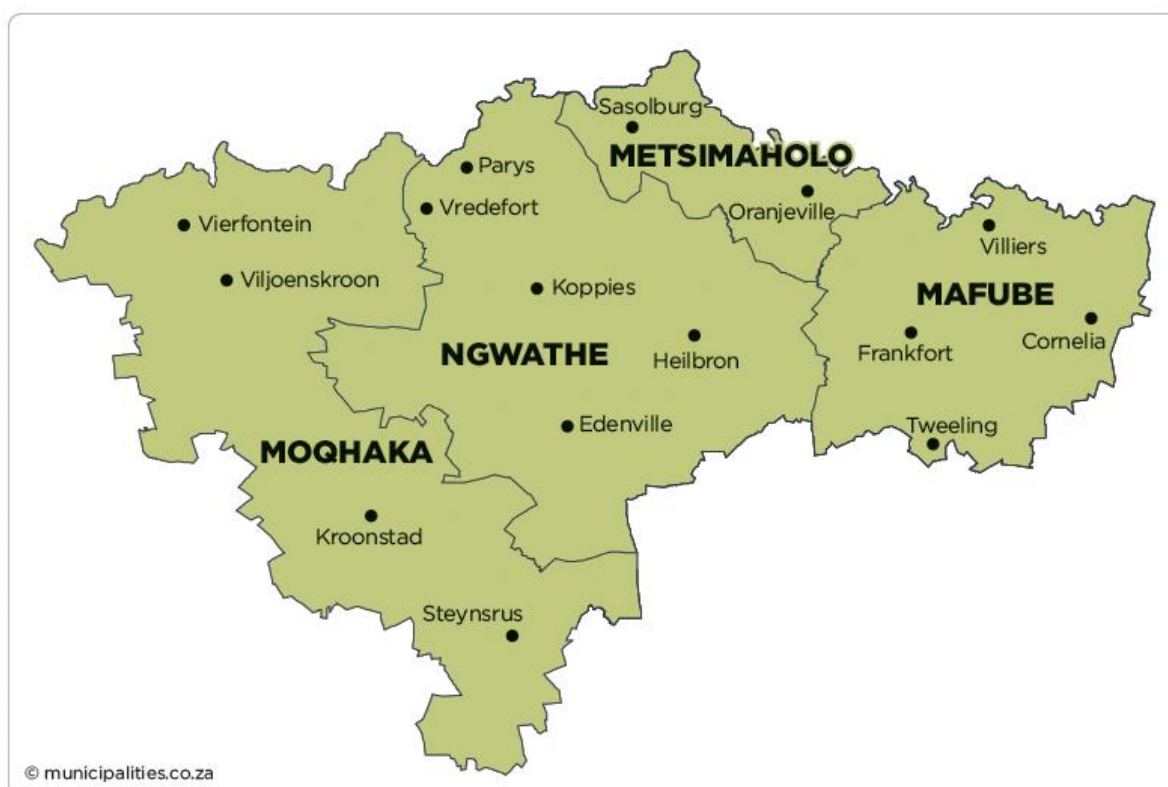 Sasolburg
METSIMAHOLO
Parys
Vredefort
Oranjeville
Vierfontein
Villiers
Viljoenskroon
Koppies
MAFUBE
Cornelia
NGWATHE
Heilbron
Frankfort
Edenville
Tweeling
MOQHAKA
Kroonstad
Steynsrus
© municipalities.co.za